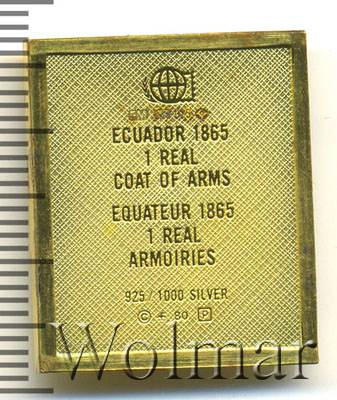 ECUADOR 1865
1 REAL
COAT OF ARMS
EQUATEUR 1865
1 REAL
ARMOIRIES
925/1000 SILVER
© 80 P
Wolmar